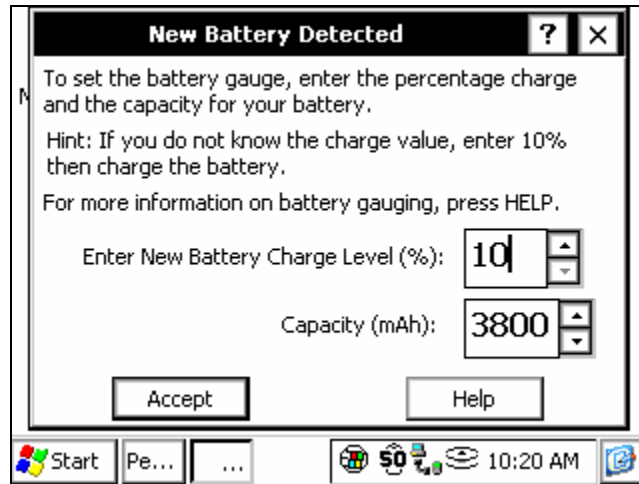 New Battery Detected
?
×
To set the battery gauge, enter the percentage charge
and the capacity for your battery.
Hint: If you do not know the charge value, enter 10%
then charge the battery.
For more information on battery gauging, press HELP.
Enter New Battery Charge Level (%): 10
Capacity (mAh): 3800
Accept Help
Start Pe... ... 50 10:20 AM